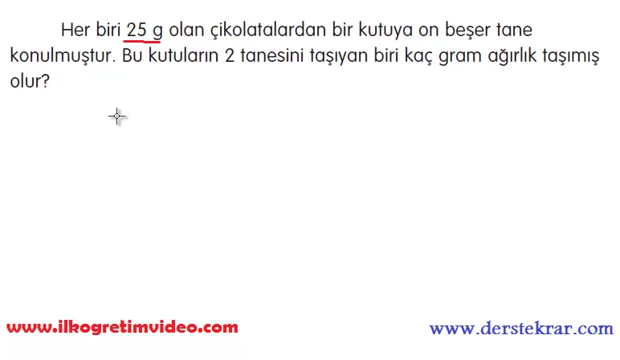 Her biri 25 g olan çikolatalardan bir kutuya on beşer tane
konulmuştur. Bu kutuların 2 tanesini taşıyan biri kaç gram ağırlık taşımış
olur?
www.ilkogretimvideo.com
www.derstekrar.com